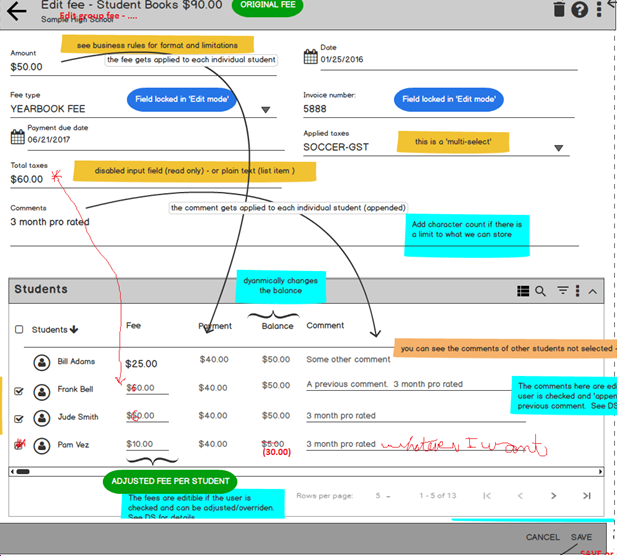 Edit fee - Student Books $90.00
ORIGINAL FEE
Sample High School
Edit group fee - ....
see business rules for format and limitations
Amount
$50.00
the fee gets applied to each individual student
Date
01/25/2016
Fee type
YEARBOOK FEE
Field locked in 'Edit mode'
Invoice number:
5888
Field locked in 'Edit mode'
Payment due date
06/21/2017
Applied taxes
SOCCER-GST
this is a 'multi-select'
Total taxes
$60.00
disabled input field (read only) - or plain text (list item )
Comments
the comment gets applied to each individual student (appended)
3 month pro rated
Add character count if there
is a limit to what we can store
Students
dyanmically changes
the balance
Students
Fee
Payment
Balance
Comment
you can see the comments of other students not selected
Bill Adams
$25.00
$40.00
$50.00
Some other comment
Frank Bell
$40.00
$50.00
A previous comment. 3 month pro rated
The comments here are edi
user is checked and 'appen
previous comment. See DS
Jude Smith
$40.00
$50.00
3 month pro rated
Pam Vez
$10.00
$40.00
$5.00
(30.00)
3 month pro rated
whatever I want
ADJUSTED FEE PER STUDENT
The fees are editible if the user is
checked and can be adjusted/overriden.
See DS for details
Rows per page:
5
1 - 5 of 13
CANCEL
SAVE
SAVE or